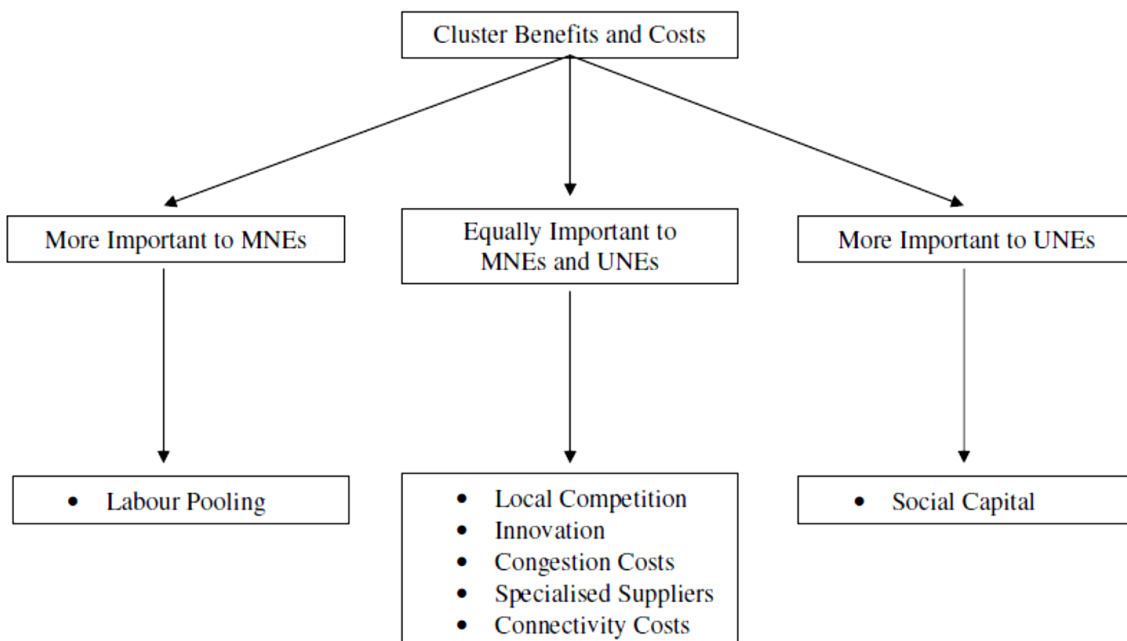 Cluster Benefits and Costs
More Important to MNEs
Equally Important to
MNEs and UNEs
More Important to UNEs
• Labour Pooling
• Local Competition
• Innovation
• Congestion Costs
• Specialised Suppliers
• Connectivity Costs
• Social Capital